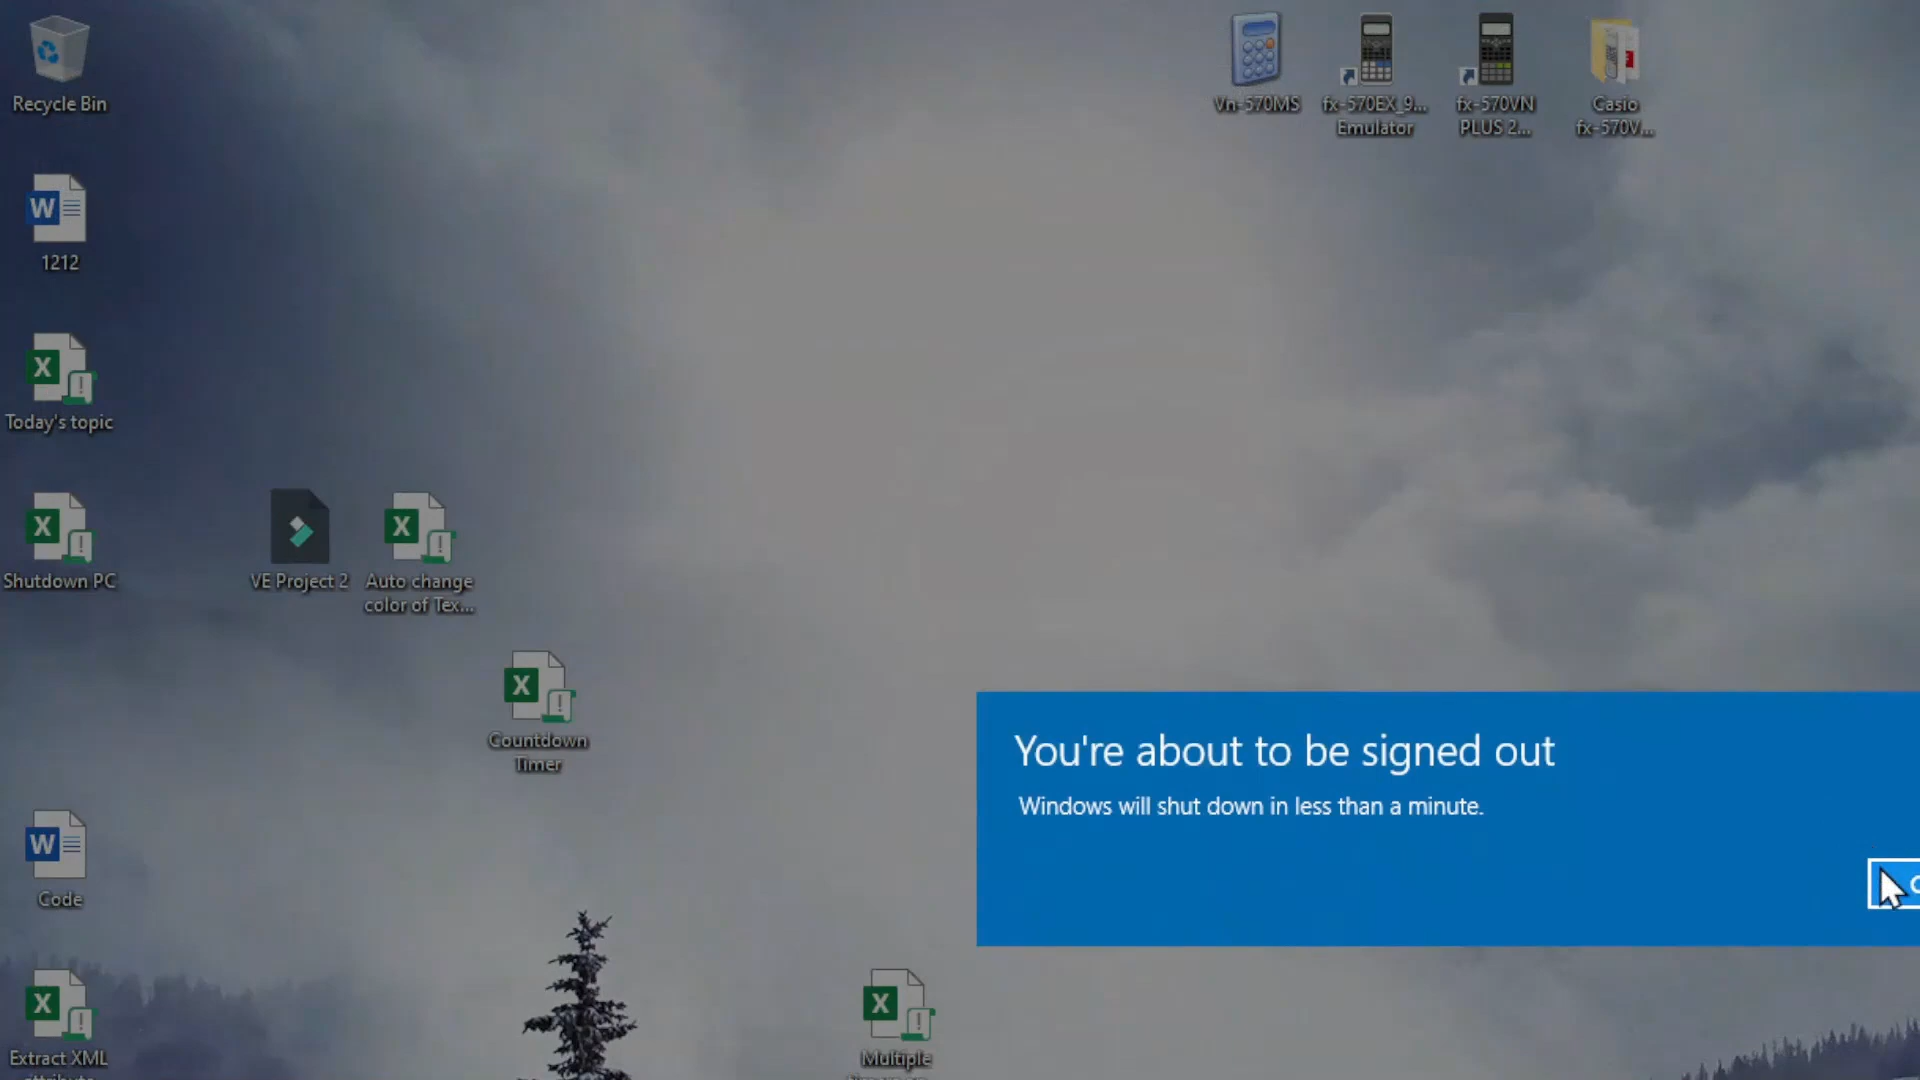 Recycle Bin
Vn-570MS
fx-570EX_9...
Emulator
fx-570VN
PLUS 2...
Casio
fx-570V...
1212
Today's topic
Shutdown PC
VE Project 2
Auto change
color of Tex...
Countdown
Timer
You're about to be signed out
Windows will shut down in less than a minute.
Code
Extract XML
Multiple